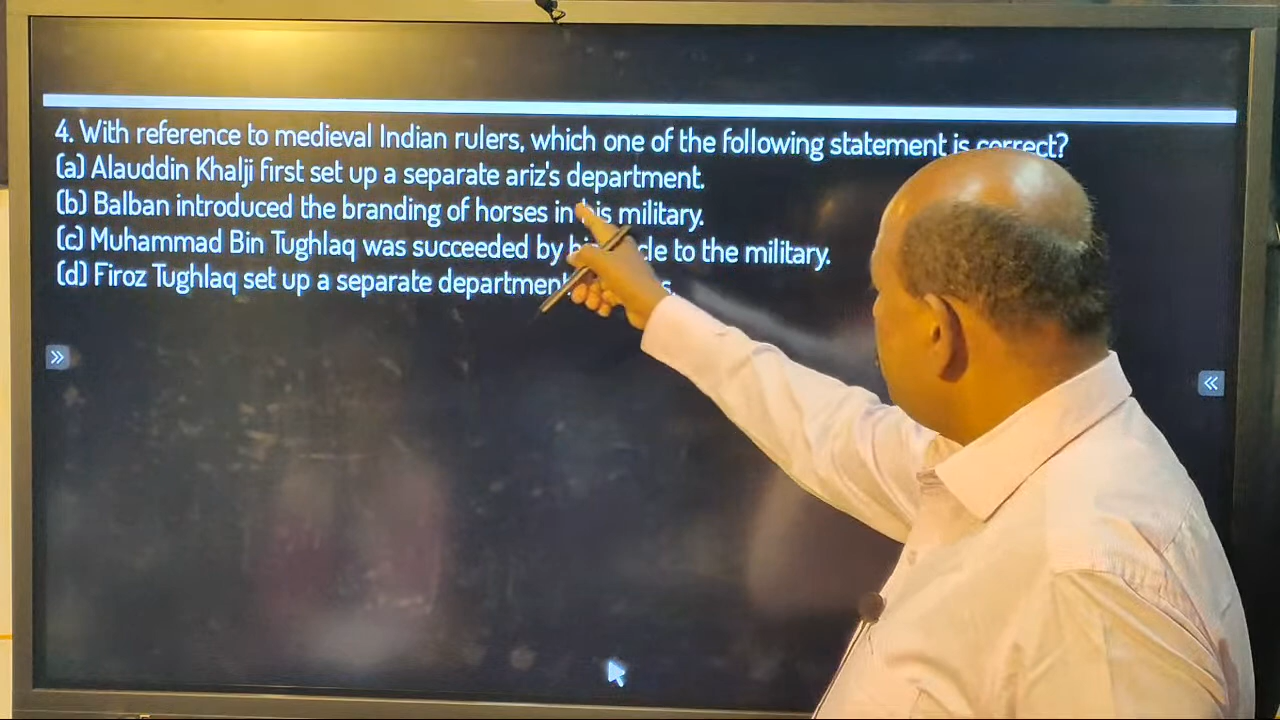 4. With reference to medieval Indian rulers, which one of the following statement is correct?
(a) Alauddin Khalji first set up a separate ariz's department.
(b) Balban introduced the branding of horses in his military.
(c) Muhammad Bin Tughlaq was succeeded by to the military.
(d) Firoz Tughlaq set up a separate department